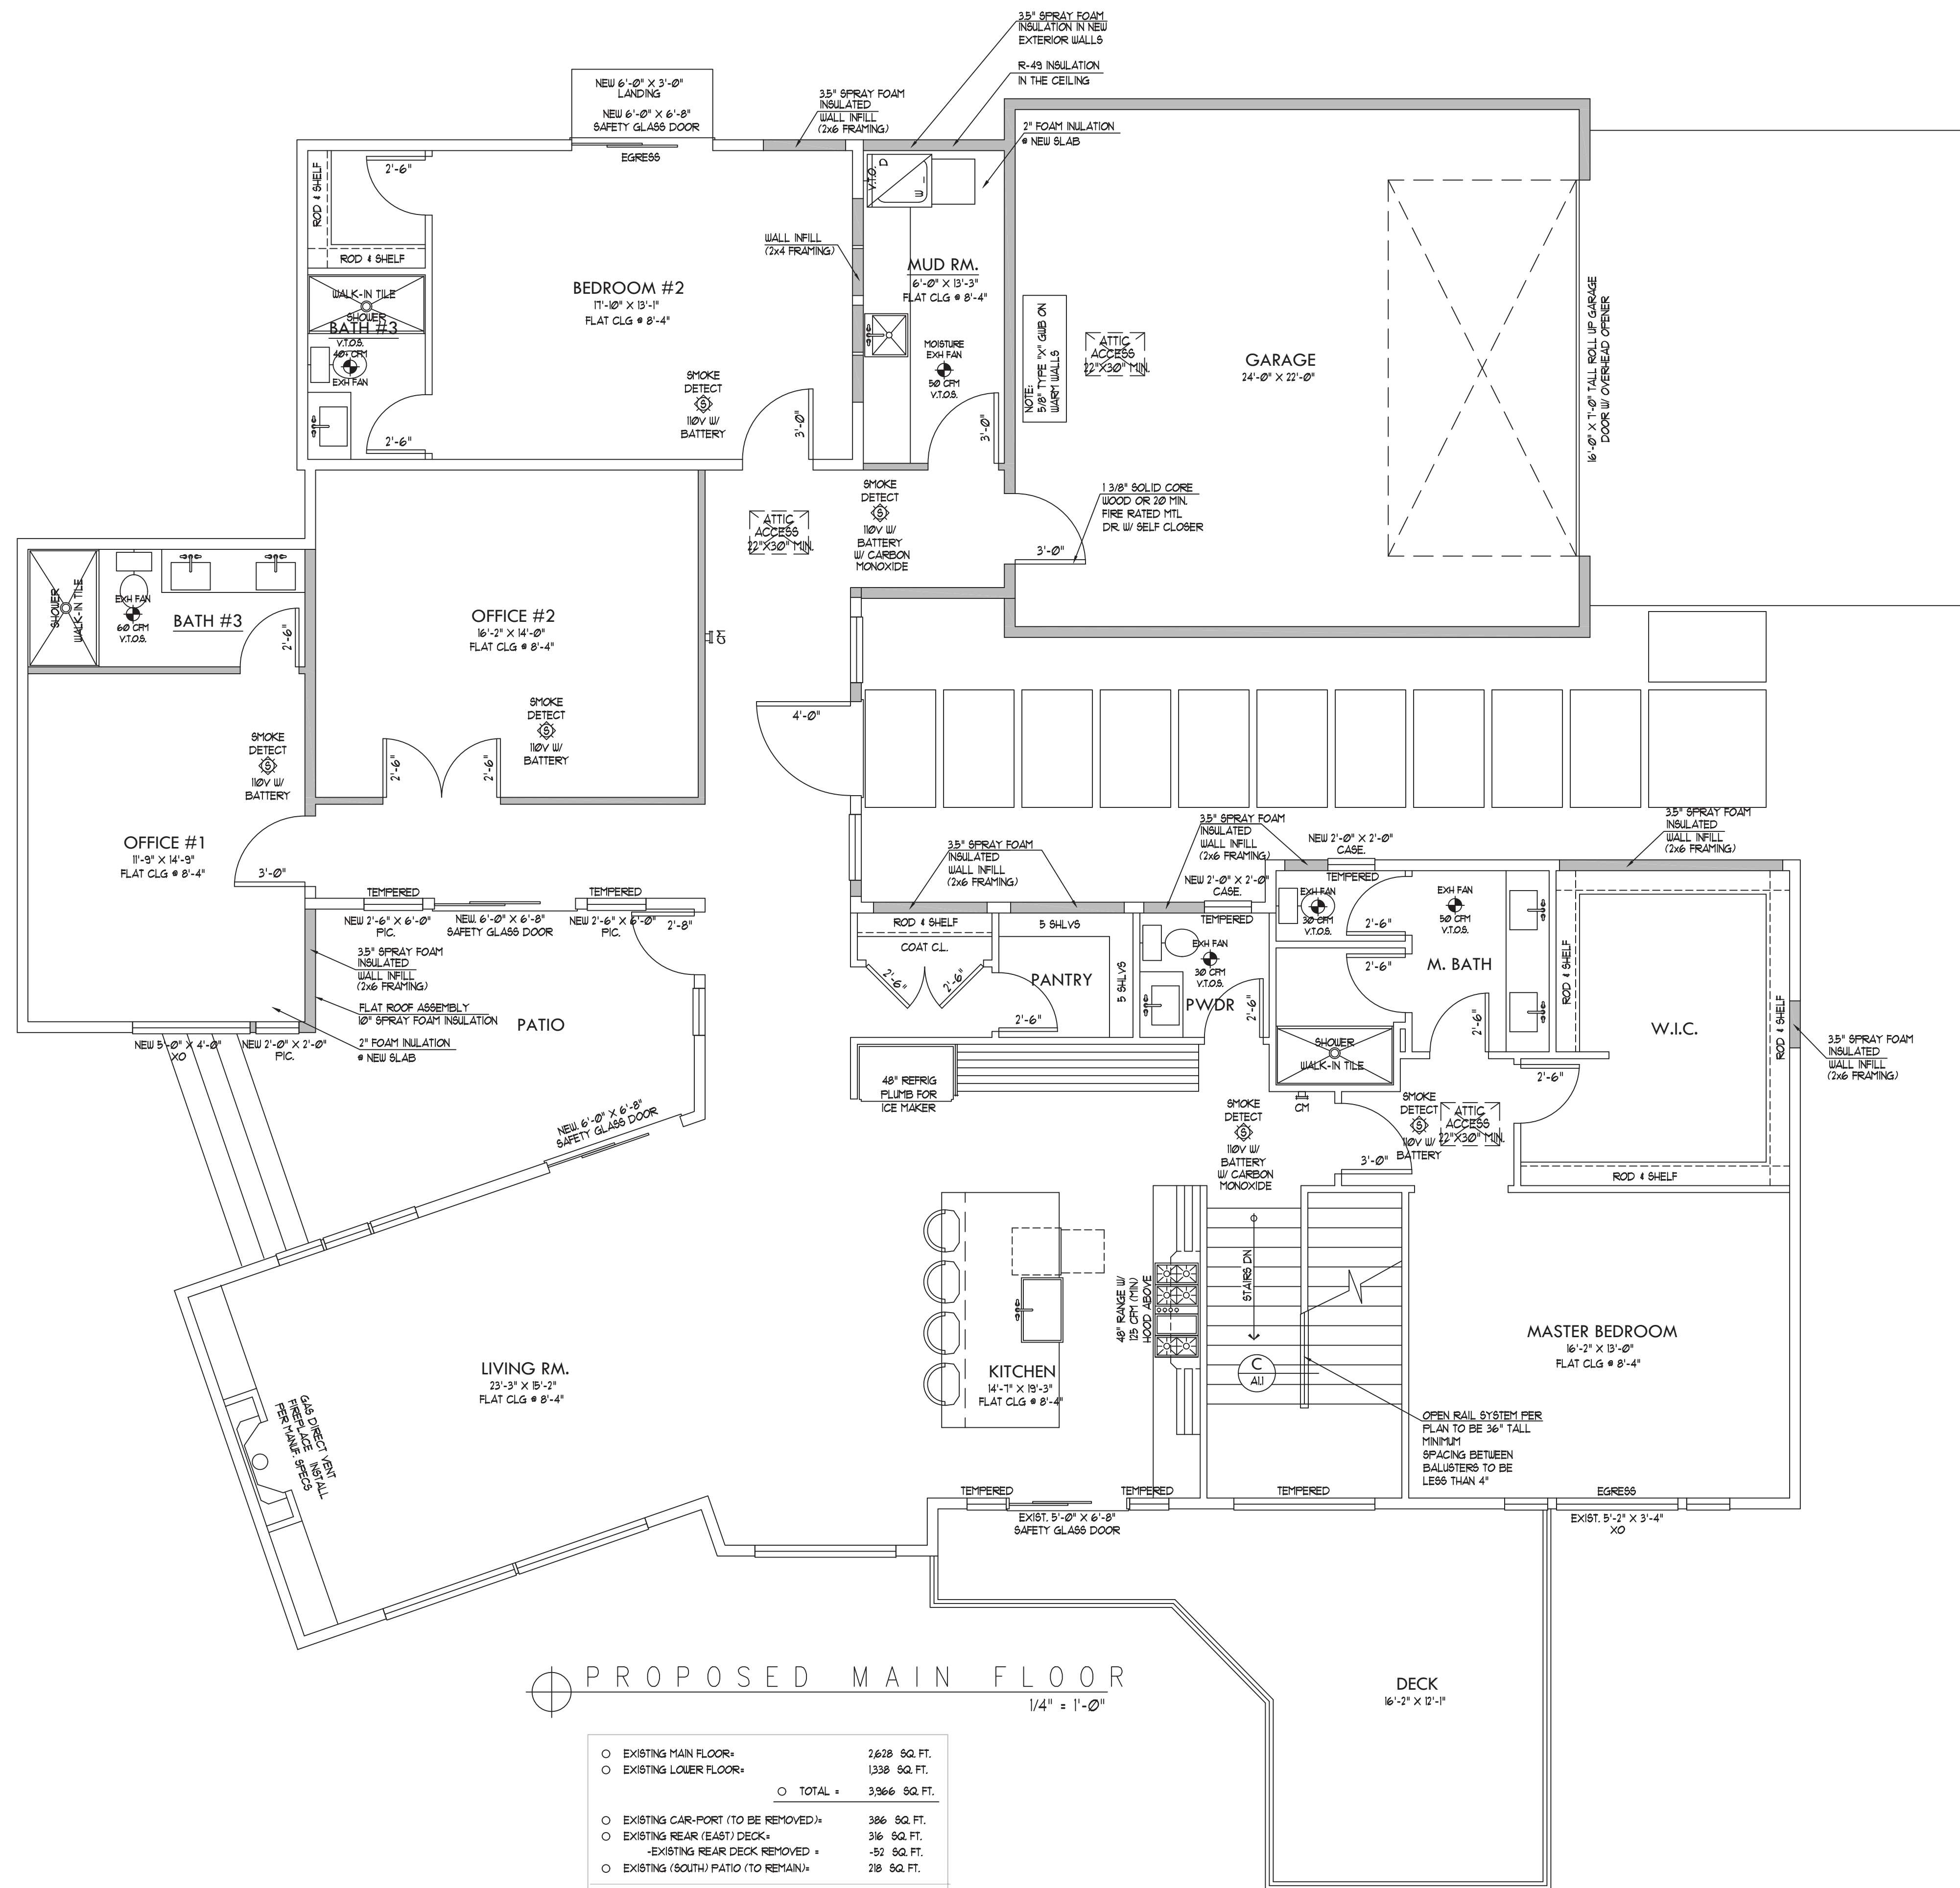 3.5" SPRAY FOAM
INSULATION IN NEW
EXTERIOR WALLS
R-49 INSULATION
IN THE CEILING
NEW 6'-0" X 3'-0"
LANDING
NEW 6'-0" X 6'-8"
SAFETY GLASS DOOR
EGRESS
3.5" SPRAY FOAM
INSULATED
WALL INFILL
(2x6 FRAMING)
2" FOAM INULATION
@ NEW SLAB
2'-6"
ROD & SHELF
ROD & SHELF
V.T.O.
D
W
WALL INFILL
(2x4 FRAMING)
MUD RM.
6'-0" X 13'-3"
FLAT CLG @ 8'-4"
BEDROOM #2
17'-10" X 13'-1"
FLAT CLG @ 8'-4"
WALK-IN TILE
SHOWER
BATH #3
V.T.O.S.
40+ CFM
EXH FAN
2'-6"
SMOKE
DETECT
S
110V W/
BATTERY
3'-0"
MOISTURE
EXH FAN
50 CFM
V.T.O.S.
3'-0"
NOTE:
5/8" TYPE "X" GWB ON
WARM WALLS
ATTIC
ACCESS
22"X30" MIN.
GARAGE
24'-0" X 22'-0"
16'-0" X 7'-0" TALL ROLL UP GARAGE
DOOR W/ OVERHEAD OPENER
SMOKE
DETECT
S
110V W/
BATTERY
W/ CARBON
MONOXIDE
1 3/8" SOLID CORE
WOOD OR 20 MIN.
FIRE RATED MTL
DR. W/ SELF CLOSER
3'-0"
ATTIC
ACCESS
22"X30" MIN.
SHOWER
WALK-IN TILE
EXH FAN
60 CFM
V.T.O.S.
BATH #3
2'-6"
OFFICE #2
16'-2" X 14'-0"
FLAT CLG @ 8'-4"
CM
SMOKE
DETECT
S
110V W/
BATTERY
2'-6"
2'-6"
4'-0"
SMOKE
DETECT
S
110V W/
BATTERY
OFFICE #1
11'-9" X 14'-9"
FLAT CLG @ 8'-4"
3'-0"
TEMPERED
TEMPERED
NEW 2'-6" X 6'-0"
PIC.
NEW. 6'-0" X 6'-8"
SAFETY GLASS DOOR
NEW 2'-6" X 6'-0"
PIC.
2'-8"
3.5" SPRAY FOAM
INSULATED
WALL INFILL
(2x6 FRAMING)
FLAT ROOF ASSEMBLY
10" SPRAY FOAM INSULATION
2" FOAM INULATION
@ NEW SLAB
PATIO
NEW 5'-0" X 4'-0"
XO
NEW 2'-0" X 2'-0"
PIC.
3.5" SPRAY FOAM
INSULATED
WALL INFILL
(2x6 FRAMING)
3.5" SPRAY FOAM
INSULATED
WALL INFILL
(2x6 FRAMING)
NEW 2'-0" X 2'-0"
CASE.
TEMPERED
NEW 2'-0" X 2'-0"
CASE.
TEMPERED
3.5" SPRAY FOAM
INSULATED
WALL INFILL
(2x6 FRAMING)
ROD & SHELF
COAT CL.
2'-6"
2'-6"
5 SHLVS
5 SHLVS
PANTRY
2'-6"
EXH FAN
30 CFM
V.T.O.S.
PWDR
2'-6"
EXH FAN
30 CFM
V.T.O.S.
2'-6"
2'-6"
EXH FAN
50 CFM
V.T.O.S.
M. BATH
2'-6"
ROD & SHELF
W.I.C.
ROD & SHELF
3.5" SPRAY FOAM
INSULATED
WALL INFILL
(2x6 FRAMING)
2'-6"
ROD & SHELF
SHOWER
WALK-IN TILE
CM
48" REFRIG
PLUMB FOR
ICE MAKER
SMOKE
DETECT
S
110V W/
BATTERY
W/ CARBON
MONOXIDE
SMOKE
DETECT
S
110V W/
BATTERY
ATTIC
ACCESS
22"X30" MIN.
3'-0"
NEW. 6'-0" X 6'-8"
SAFETY GLASS DOOR
STAIRS DN
48" RANGE W/
125 CFM (MIN)
HOOD ABOVE
C
A1.1
LIVING RM.
23'-3" X 15'-2"
FLAT CLG @ 8'-4"
KITCHEN
14'-7" X 19'-3"
FLAT CLG @ 8'-4"
MASTER BEDROOM
16'-2" X 13'-0"
FLAT CLG @ 8'-4"
GAS DIRECT VENT
FIREPLACE INSTALL
PER MANUF. SPECS
OPEN RAIL SYSTEM PER
PLAN TO BE 36" TALL
MINIMUM
SPACING BETWEEN
BALUSTERS TO BE
LESS THAN 4"
TEMPERED
TEMPERED
TEMPERED
EGRESS
EXIST. 5'-0" X 6'-8"
SAFETY GLASS DOOR
EXIST. 5'-2" X 3'-4"
XO
DECK
16'-2" X 12'-1"
PROPOSED MAIN FLOOR
1/4" = 1'-0"
EXISTING MAIN FLOOR= 2,628 SQ. FT.
EXISTING LOWER FLOOR= 1,338 SQ. FT.
TOTAL = 3,966 SQ. FT.
EXISTING CAR-PORT (TO BE REMOVED)= 386 SQ. FT.
EXISTING REAR (EAST) DECK= 316 SQ. FT.
-EXISTING REAR DECK REMOVED = -52 SQ. FT.
EXISTING (SOUTH) PATIO (TO REMAIN)= 218 SQ. FT.